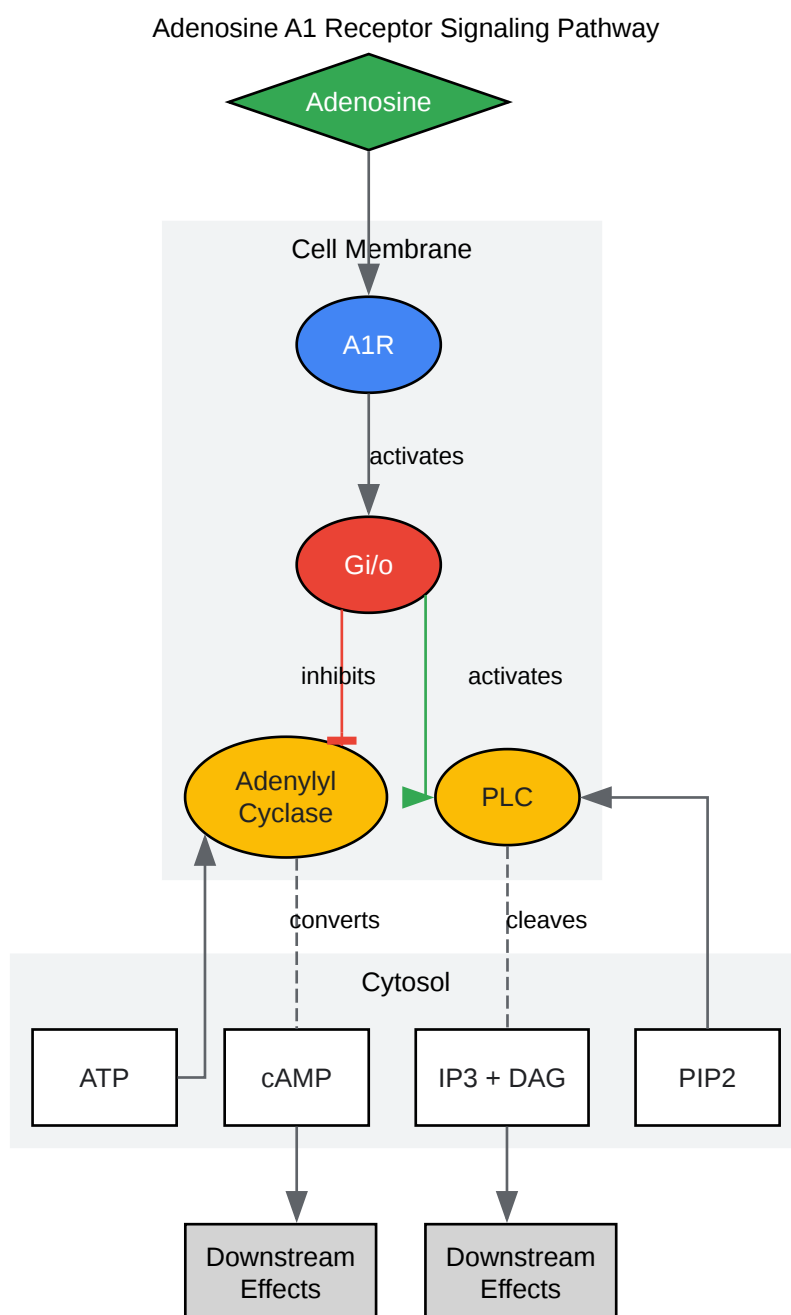 Adenosine A1 Receptor Signaling Pathway
Adenosine
Cell Membrane
A1R
activates
Gi/o
inhibits
activates
Adenylyl
Cyclase
PLC
converts
cleaves
Cytosol
ATP
cAMP
IP3 + DAG
PIP2
Downstream
Effects
Downstream
Effects